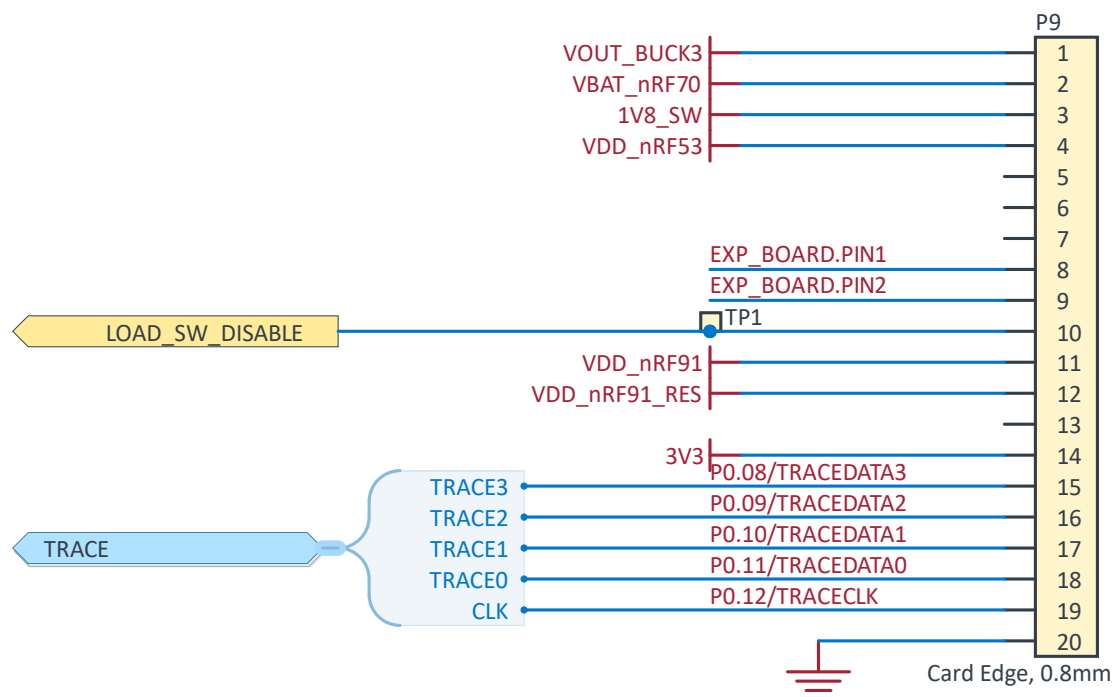 P9
VOUT_BUCK3 1
VBAT_nRF70 2
1V8_SW 3
VDD_nRF53 4
5
6
7
EXP_BOARD.PIN1 8
EXP_BOARD.PIN2 9
TP1
LOAD_SW_DISABLE 10
VDD_nRF91 11
VDD_nRF91_RES 12
13
3V3 14
TRACE3 P0.08/TRACEDATA3 15
TRACE2 P0.09/TRACEDATA2 16
TRACE TRACE1 P0.10/TRACEDATA1 17
TRACE0 P0.11/TRACEDATA0 18
CLK P0.12/TRACECLK 19
20
Card Edge, 0.8mm